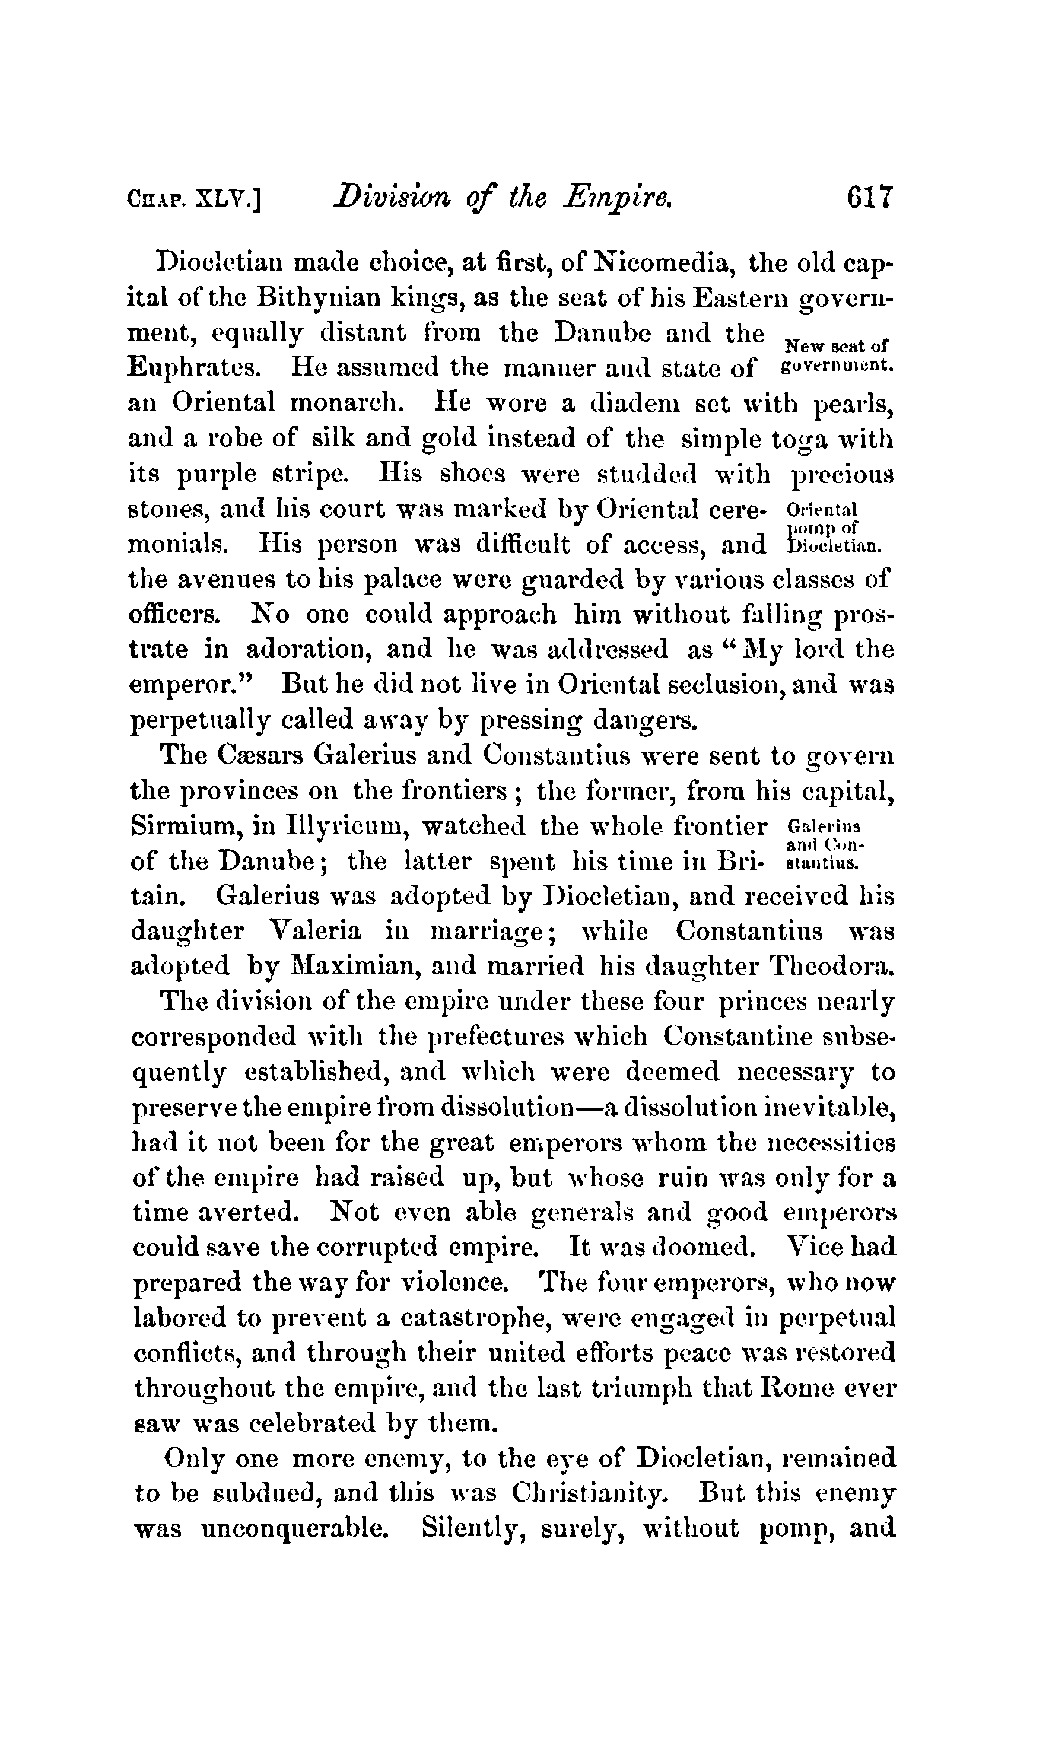 CHAP. XLV.] Division of the Empire. 617
Diocletian made choice, at first, of Nicomedia, the old cap-
ital of the Bithynian kings, as the seat of his Eastern govern-
ment, equally distant from the Danube and the
New seat of
government.
Euphrates. He assumed the manner and state of
an Oriental monarch. He wore a diadem set with pearls,
and a robe of silk and gold instead of the simple toga with
its purple stripe. His shoes were studded with precious
stones, and his court was marked by Oriental cere-
Oriental
pomp of
Diocletian.
monials. His person was difficult of access, and
the avenues to his palace were guarded by various classes of
officers. No one could approach him without falling pros-
trate in adoration, and he was addressed as “My lord the
emperor.” But he did not live in Oriental seclusion, and was
perpetually called away by pressing dangers.
The Cæsars Galerius and Constantius were sent to govern
the provinces on the frontiers; the former, from his capital,
Sirmium, in Illyricum, watched the whole frontier
Galerius
and Con-
stantius.
of the Danube; the latter spent his time in Bri-
tain. Galerius was adopted by Diocletian, and received his
daughter Valeria in marriage; while Constantius was
adopted by Maximian, and married his daughter Theodora.
The division of the empire under these four princes nearly
corresponded with the prefectures which Constantine subse-
quently established, and which were deemed necessary to
preserve the empire from dissolution—a dissolution inevitable,
had it not been for the great emperors whom the necessities
of the empire had raised up, but whose ruin was only for a
time averted. Not even able generals and good emperors
could save the corrupted empire. It was doomed. Vice had
prepared the way for violence. The four emperors, who now
labored to prevent a catastrophe, were engaged in perpetual
conflicts, and through their united efforts peace was restored
throughout the empire, and the last triumph that Rome ever
saw was celebrated by them.
Only one more enemy, to the eye of Diocletian, remained
to be subdued, and this was Christianity. But this enemy
was unconquerable. Silently, surely, without pomp, and